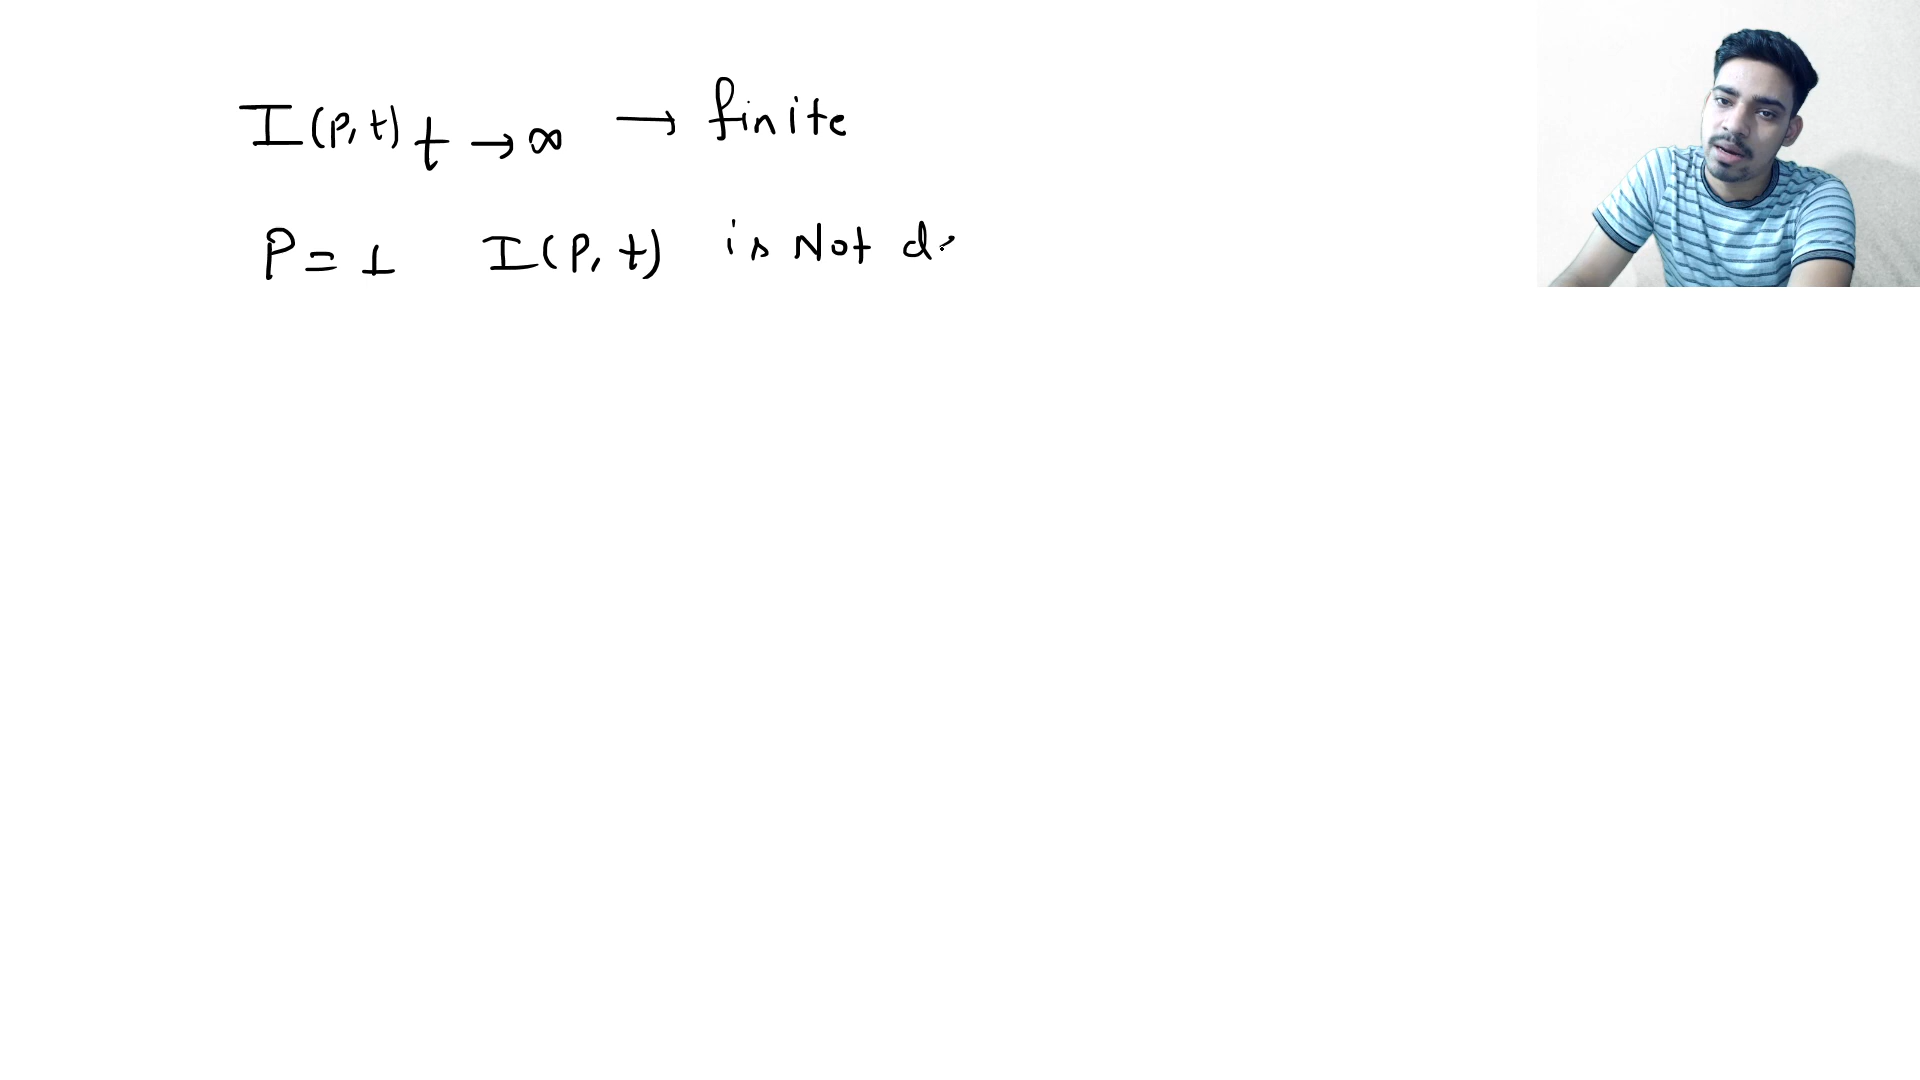 I(P, t) t → ∞ → finite
P = 1 I(P, t) is Not d